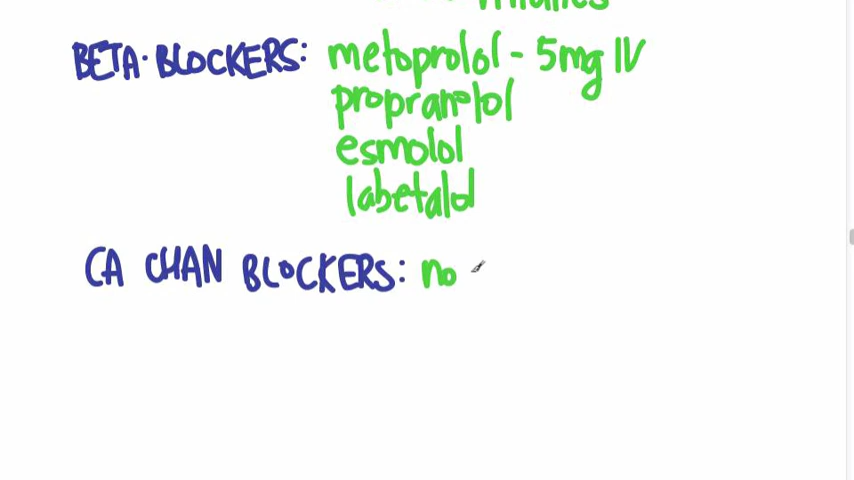 BETA-BLOCKERS: metoprolol - 5mg IV
propranolol
esmolol
labetalol
CA CHAN BLOCKERS: no